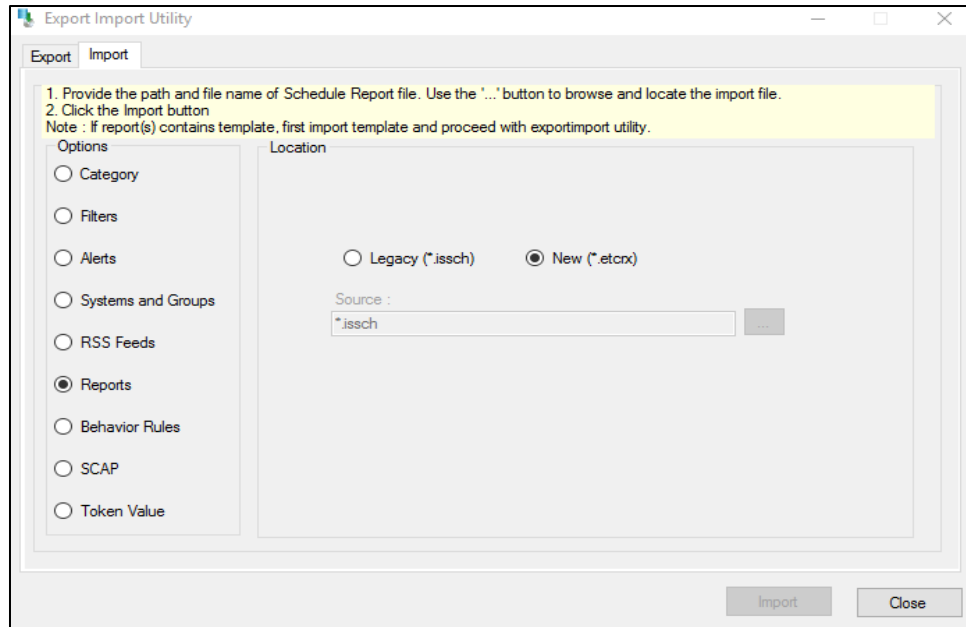 Export Import Utility
Export Import
1. Provide the path and file name of Schedule Report file. Use the '...' button to browse and locate the import file.
2. Click the Import button
Note : If report(s) contains template, first import template and proceed with exportimport utility.
Options
Location
Category
Filters
Alerts
Legacy (*.issch) New (*.etcrx)
Systems and Groups
Source :
*.issch ...
RSS Feeds
Reports
Behavior Rules
SCAP
Token Value
Import Close